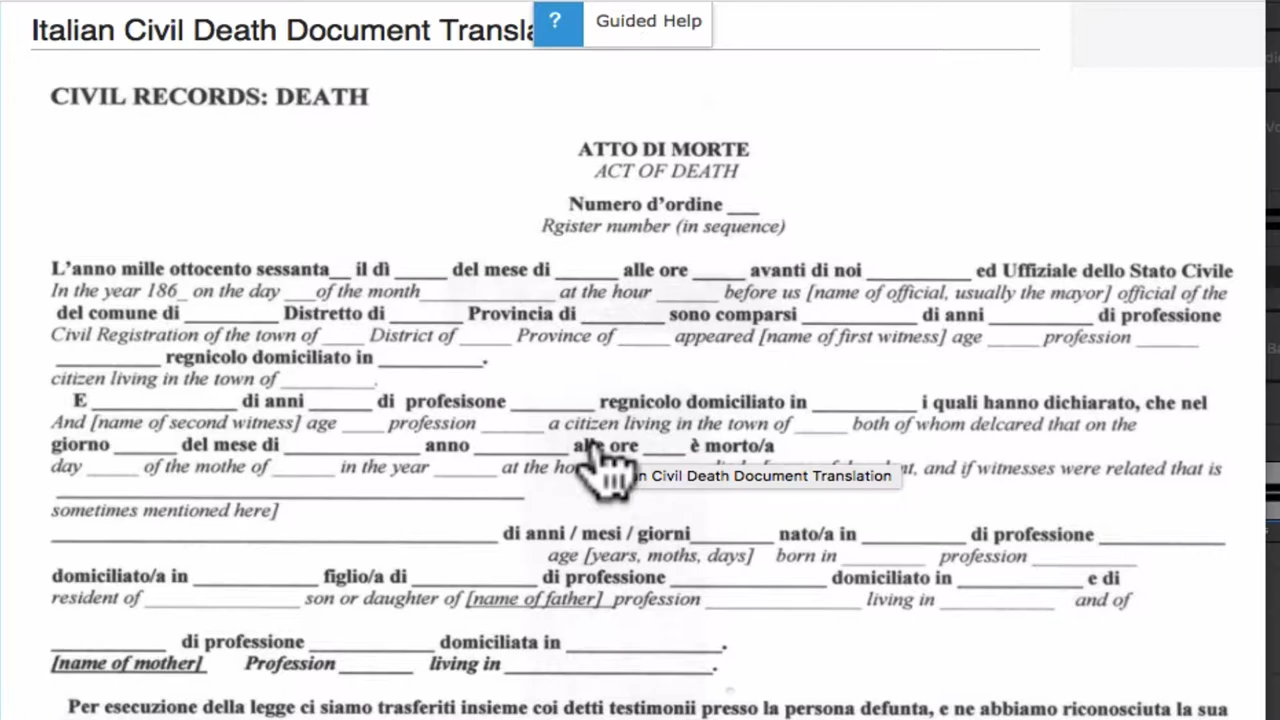 Italian Civil Death Document Transla
? Guided Help
CIVIL RECORDS: DEATH
ATTO DI MORTE
ACT OF DEATH
Numero d'ordine ___
Rgister number (in sequence)
L'anno mille ottocento sessanta__ il dì _____ del mese di ______ alle ore _____ avanti di noi __________ ed Uffiziale dello Stato Civile
In the year 186_ on the day ___of the month_____________ at the hour ______ before us [name of official, usually the mayor] official of the
del comune di _________ Distretto di _______ Provincia di ________ sono comparsi ___________ di anni __________ di professione
Civil Registration of the town of ____ District of _____ Province of _____ appeared [name of first witness] age _____ profession ______
__________ regnicolo domiciliato in __________.
citizen living in the town of _________.
E ______________ di anni ______ di profesisone ________ regnicolo domiciliato in __________ i quali hanno dichiarato, che nel
And [name of second witness] age ____ profession ______ a citizen living in the town of _____ both of whom delcared that on the
giorno ______ del mese di _____________ anno _________ alle ore ____ è morto/a
day _____ of the mothe of ______ in the year ____ at the ho and if witnesses were related that is
Civil Death Document Translation
_____________________________________________
sometimes mentioned here]
___________________________________________ di anni / mesi / giorni________ nato/a in __________ di professione ____________
age [years, moths, days] born in ________ profession __________
domiciliato/a in ____________ figlio/a di ____________ di professione _______________ domiciliato in ____________ e di
resident of _______________ son or daughter of [name of father] profession _______________ living in ___________ and of
___________ di professione ____________ domiciliata in _______________.
[name of mother] Profession _______ living in ____________________.
Per esecuzione della legge ci siamo trasferiti insieme coi detti testimonii presso la persona defunta, e ne abbiamo riconosciuta la sua